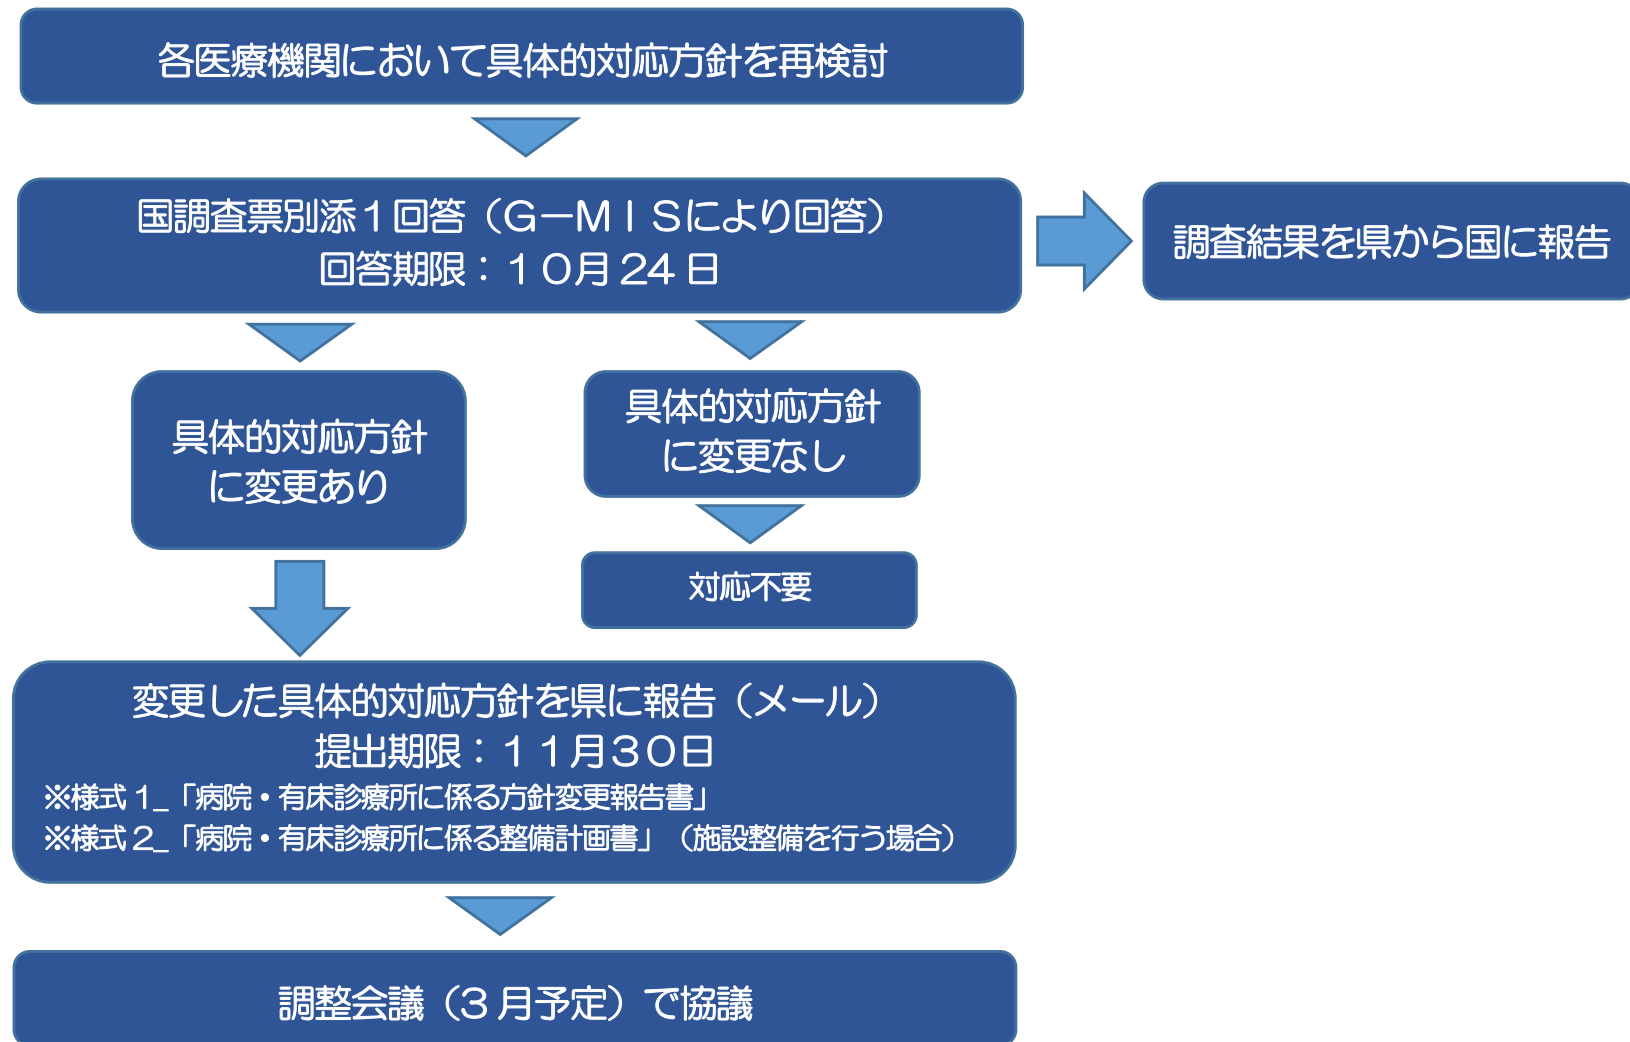 各医療機関において具体的対応方針を再検討
国調査票別添１回答（Ｇ－ＭＩＳにより回答）
回答期限：１０月24日
調査結果を県から国に報告
具体的対応方針
に変更あり
具体的対応方針
に変更なし
対応不要
変更した具体的対応方針を県に報告（メール）
提出期限：１１月３０日
※様式1_「病院・有床診療所に係る方針変更報告書」
※様式2_「病院・有床診療所に係る整備計画書」（施設整備を行う場合）
調整会議（3月予定）で協議